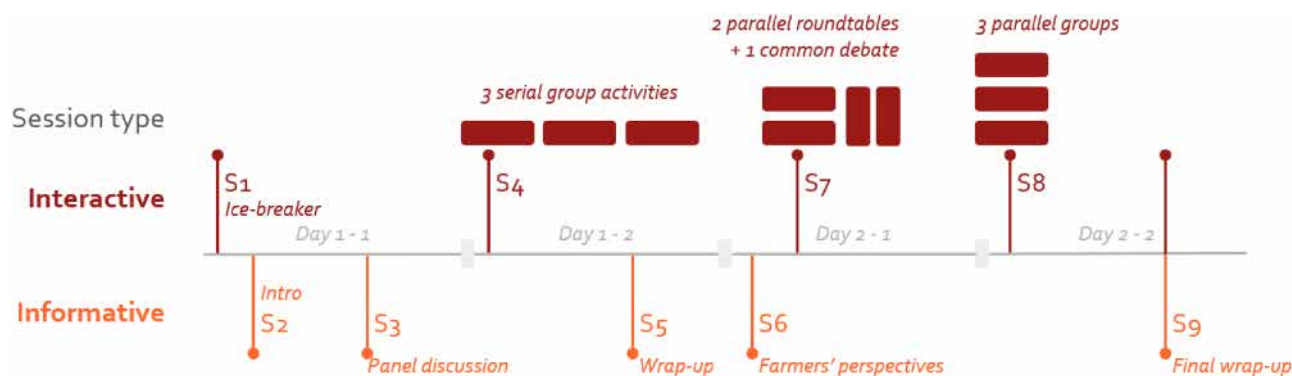 2 parallel roundtables
+ 1 common debate
3 parallel groups
3 serial group activities
Session type
Interactive
S1
Ice-breaker
S4
S7
S8
Day 1 - 1
Day 1 - 2
Day 2 - 1
Day 2 - 2
Informative
Intro
S2
S3
Panel discussion
S5
Wrap-up
S6
Farmers' perspectives
S9
Final wrap-up